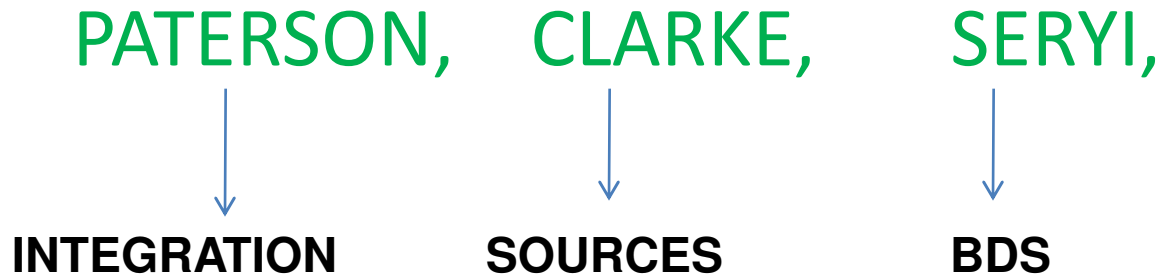 PATERSON, CLARKE, SERYI,
INTEGRATION SOURCES BDS